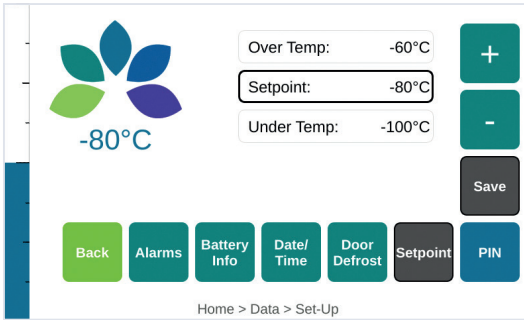 Over Temp: -60°C
Setpoint: -80°C
Under Temp: -100°C
+
-
Save
-80°C
Back
Alarms
Battery
Info
Date/
Time
Door
Defrost
Setpoint
PIN
Home > Data > Set-Up